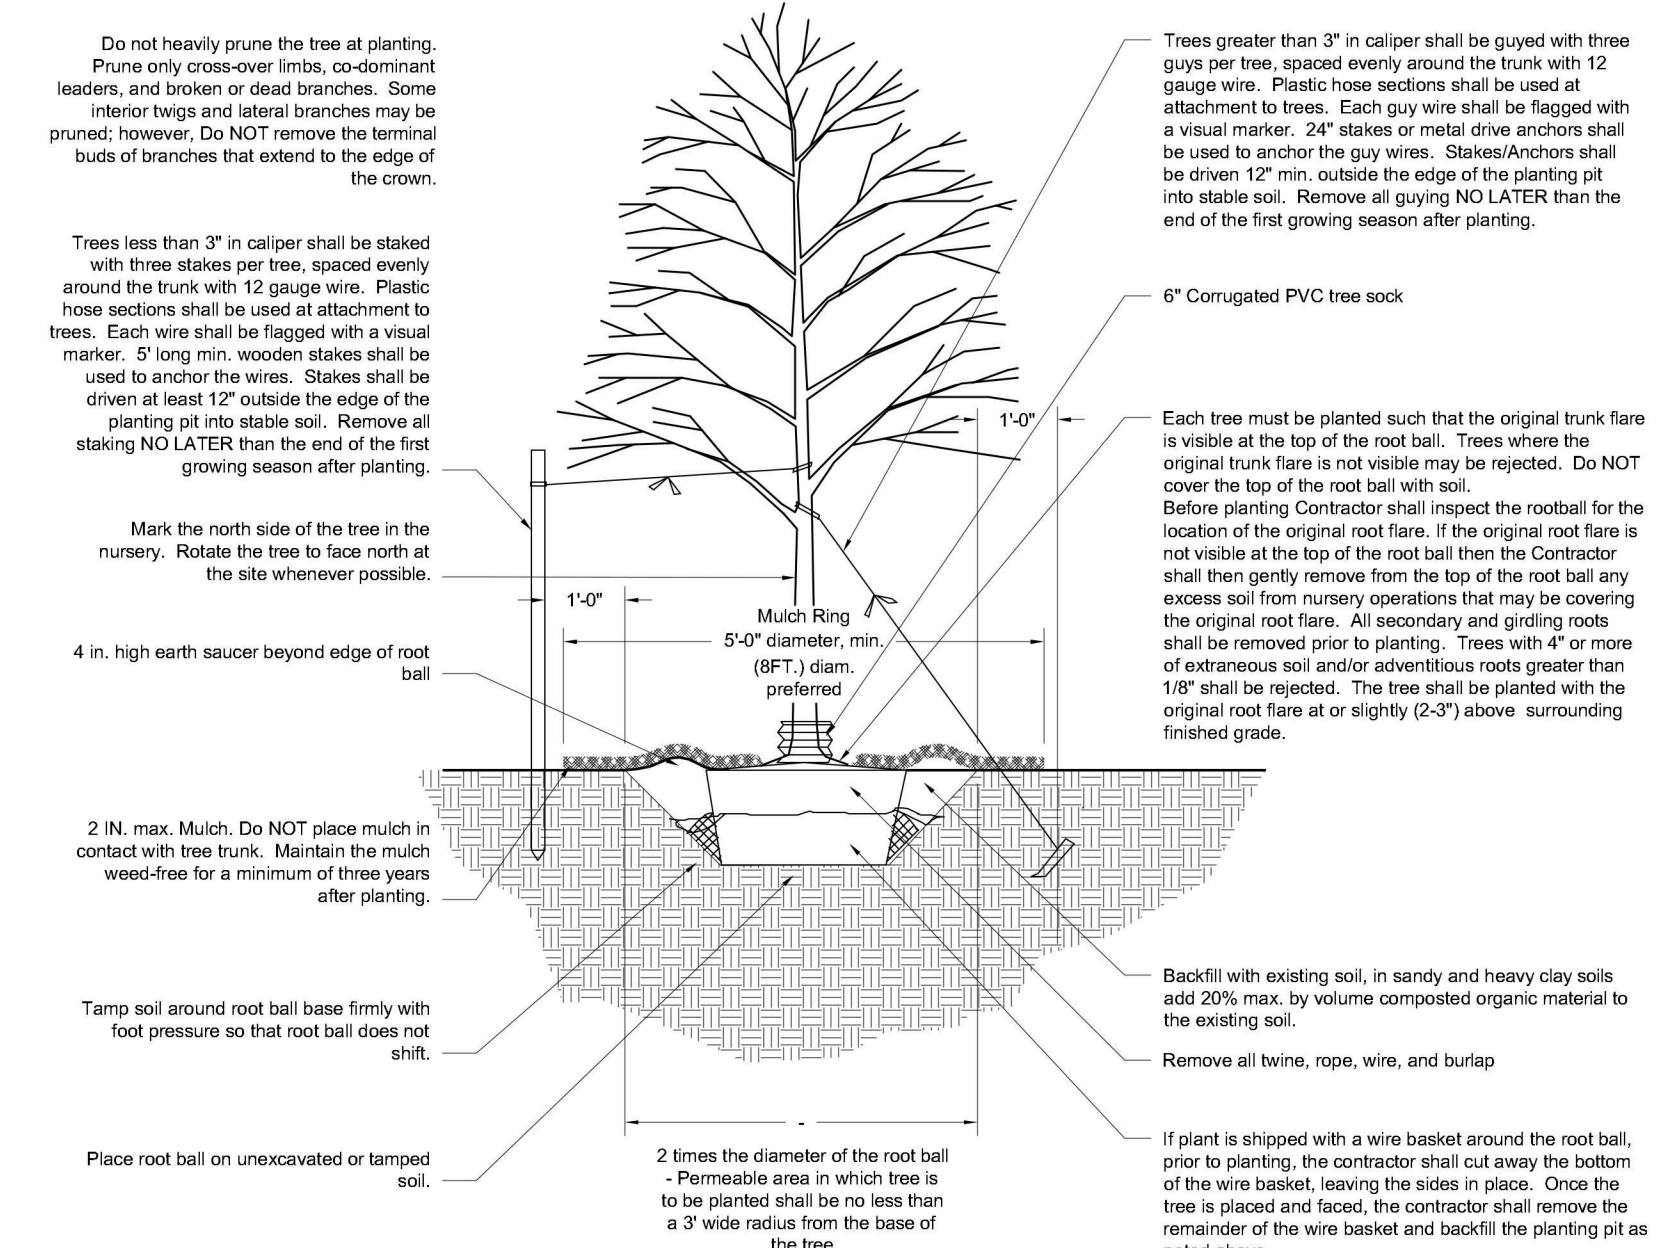 Do not heavily prune the tree at planting.
Prune only cross-over limbs, co-dominant
leaders, and broken or dead branches. Some
interior twigs and lateral branches may be
pruned; however, Do NOT remove the terminal
buds of branches that extend to the edge of
the crown.
Trees less than 3" in caliper shall be staked
with three stakes per tree, spaced evenly
around the trunk with 12 gauge wire. Plastic
hose sections shall be used at attachment to
trees. Each wire shall be flagged with a visual
marker. 5' long min. wooden stakes shall be
used to anchor the wires. Stakes shall be
driven at least 12" outside the edge of the
planting pit into stable soil. Remove all
staking NO LATER than the end of the first
growing season after planting.
Mark the north side of the tree in the
nursery. Rotate the tree to face north at
the site whenever possible.
4 in. high earth saucer beyond edge of root
ball
2 IN. max. Mulch. Do NOT place mulch in
contact with tree trunk. Maintain the mulch
weed-free for a minimum of three years
after planting.
Tamp soil around root ball base firmly with
foot pressure so that root ball does not
shift.
Place root ball on unexcavated or tamped
soil.
1'-0"
1'-0"
Mulch Ring
5'-0" diameter, min.
(8FT.) diam.
preferred
-
2 times the diameter of the root ball
- Permeable area in which tree is
to be planted shall be no less than
a 3' wide radius from the base of
the tree
Trees greater than 3" in caliper shall be guyed with three
guys per tree, spaced evenly around the trunk with 12
gauge wire. Plastic hose sections shall be used at
attachment to trees. Each guy wire shall be flagged with
a visual marker. 24" stakes or metal drive anchors shall
be used to anchor the guy wires. Stakes/Anchors shall
be driven 12" min. outside the edge of the planting pit
into stable soil. Remove all guying NO LATER than the
end of the first growing season after planting.
6" Corrugated PVC tree sock
Each tree must be planted such that the original trunk flare
is visible at the top of the root ball. Trees where the
original trunk flare is not visible may be rejected. Do NOT
cover the top of the root ball with soil.
Before planting Contractor shall inspect the rootball for the
location of the original root flare. If the original root flare is
not visible at the top of the root ball then the Contractor
shall then gently remove from the top of the root ball any
excess soil from nursery operations that may be covering
the original root flare. All secondary and girdling roots
shall be removed prior to planting. Trees with 4" or more
of extraneous soil and/or adventitious roots greater than
1/8" shall be rejected. The tree shall be planted with the
original root flare at or slightly (2-3") above surrounding
finished grade.
Backfill with existing soil, in sandy and heavy clay soils
add 20% max. by volume composted organic material to
the existing soil.
Remove all twine, rope, wire, and burlap
If plant is shipped with a wire basket around the root ball,
prior to planting, the contractor shall cut away the bottom
of the wire basket, leaving the sides in place. Once the
tree is placed and faced, the contractor shall remove the
remainder of the wire basket and backfill the planting pit as